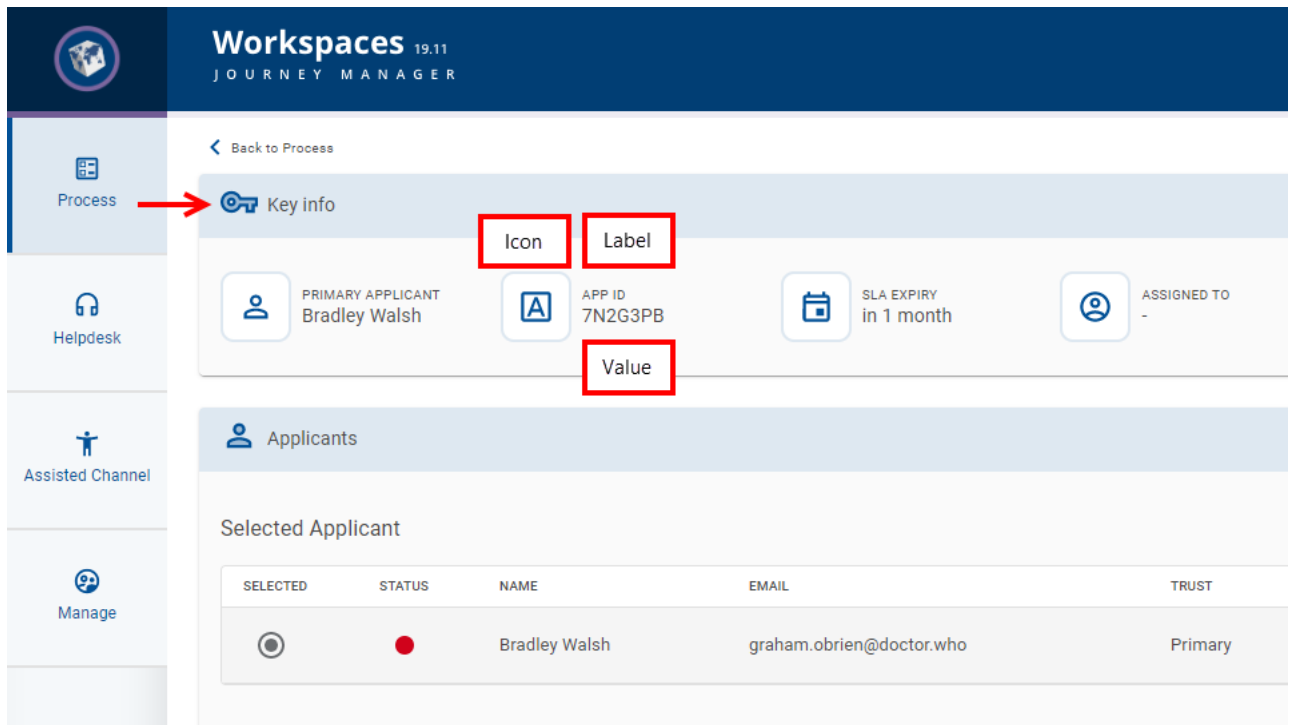 Workspaces 19.11
JOURNEY MANAGER
Process
Helpdesk
Assisted Channel
Manage
Back to Process
Key info
Icon
Label
PRIMARY APPLICANT
Bradley Walsh
A
APP ID
7N2G3PB
Value
SLA EXPIRY
in 1 month
ASSIGNED TO
-
Applicants
Selected Applicant
SELECTED STATUS NAME EMAIL TRUST
Bradley Walsh graham.obrien@doctor.who Primary